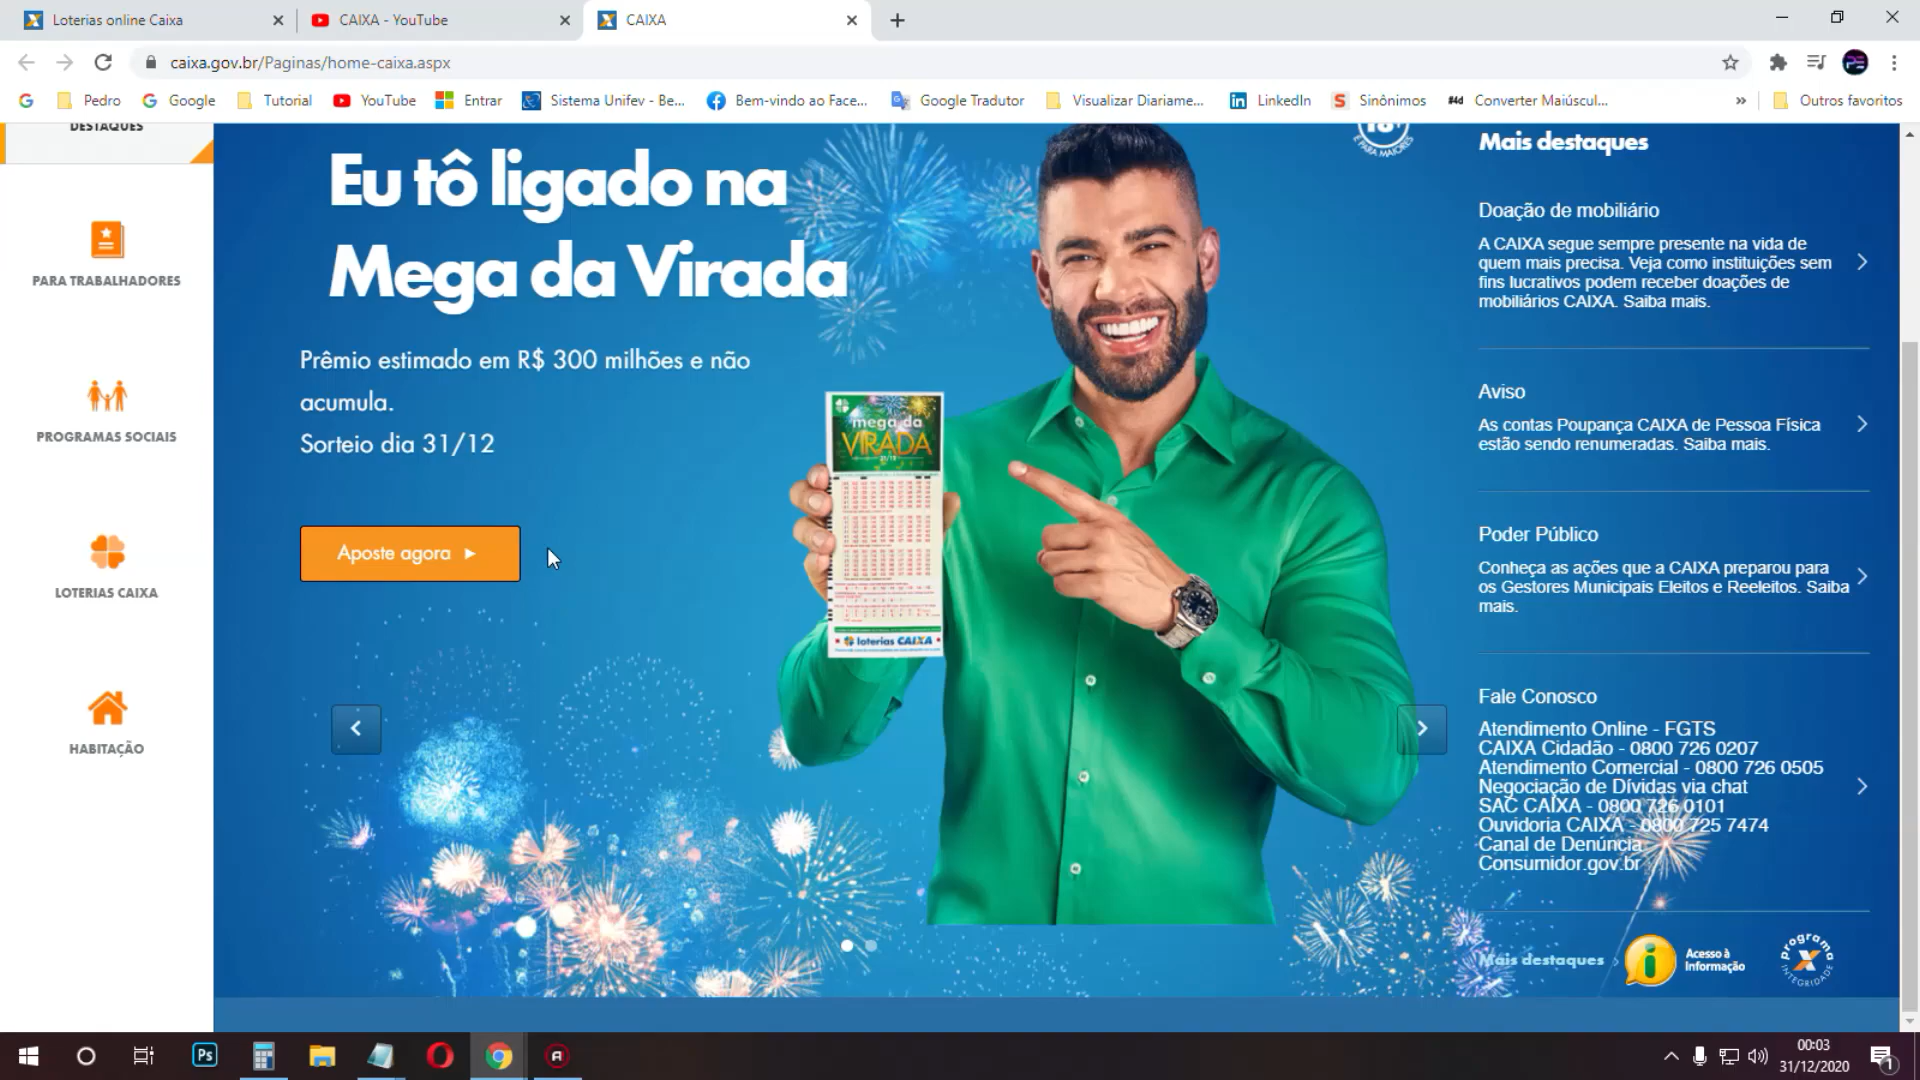 Loterias online Caixa
CAIXA - YouTube
CAIXA
caixa.gov.br/Paginas/home-caixa.aspx
Pedro
Google
Tutorial
YouTube
Entrar
Sistema Unifev - Be...
Bem-vindo ao Face...
Google Tradutor
Visualizar Diariame...
LinkedIn
Sinônimos
Converter Maiúscul...
»
Outros favoritos
DESTAQUES
PARA TRABALHADORES
PROGRAMAS SOCIAIS
LOTERIAS CAIXA
HABITAÇÃO
Eu tô ligado na
Mega da Virada
Prêmio estimado em R$ 300 milhões e não
acumula.
Sorteio dia 31/12
Aposte agora
18+
É PARA MAIORES
mega da
VIRADA
loterias CAIXA
Mais destaques
Doação de mobiliário
A CAIXA segue sempre presente na vida de
quem mais precisa. Veja como instituições sem
fins lucrativos podem receber doações de
mobiliários CAIXA. Saiba mais.
Aviso
As contas Poupança CAIXA de Pessoa Física
estão sendo renumeradas. Saiba mais.
Poder Público
Conheça as ações que a CAIXA preparou para
os Gestores Municipais Eleitos e Reeleitos. Saiba
mais.
Fale Conosco
Atendimento Online - FGTS
CAIXA Cidadão - 0800 726 0207
Atendimento Comercial - 0800 726 0505
Negociação de Dívidas via chat
SAC CAIXA - 0800 726 0101
Ouvidoria CAIXA - 0800 725 7474
Canal de Denúncia
Consumidor.gov.br
Mais destaques
Acesso à
Informação
Programa
INTEGRIDADE
Ps
00:03
31/12/2020
1